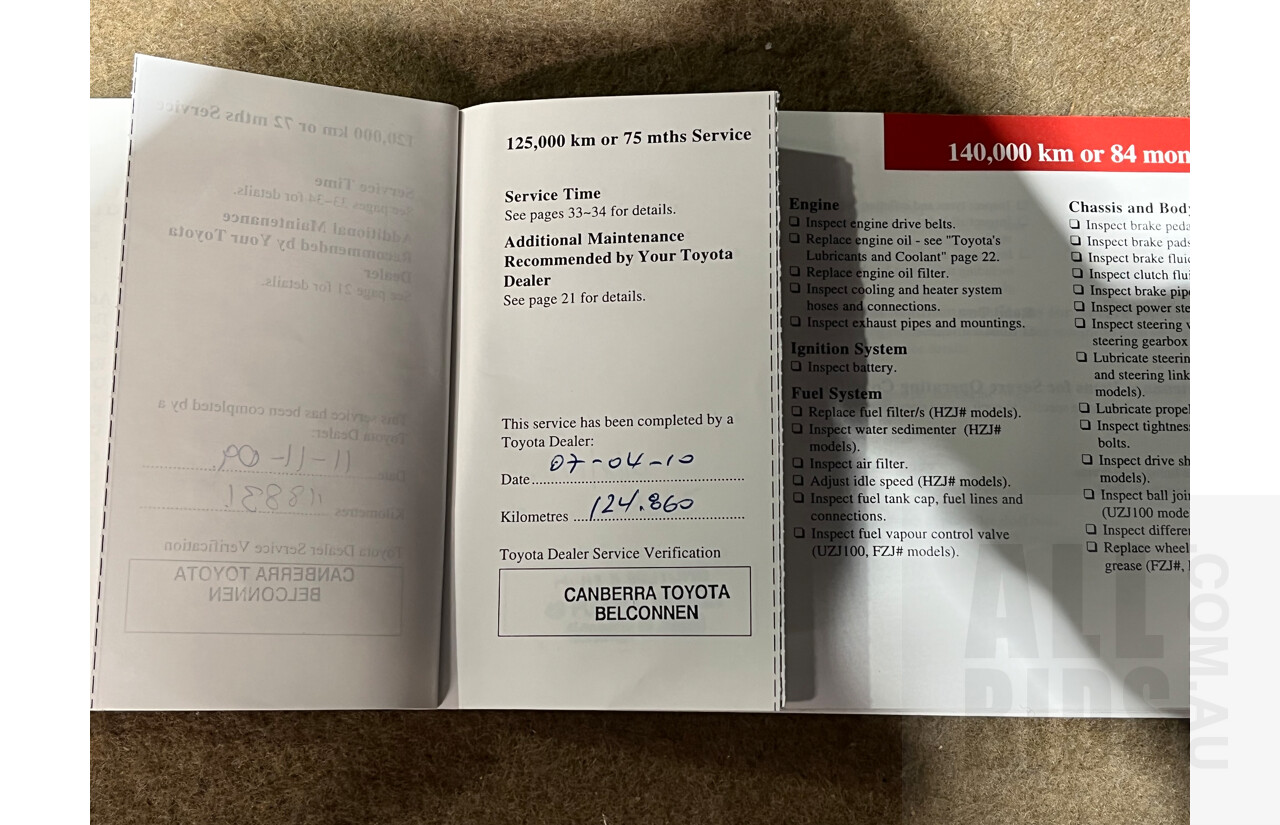 120,000 km or 72 mths Service
Service Time
See pages 33~34 for details.
Additional Maintenance
Recommended by Your Toyota
Dealer
See page 21 for details.
This service has been completed by a
Toyota Dealer:
Date 11-11-09
Kilometres 118831
Toyota Dealer Service Verification
CANBERRA TOYOTA
BELCONNEN
125,000 km or 75 mths Service
Service Time
See pages 33~34 for details.
Additional Maintenance
Recommended by Your Toyota
Dealer
See page 21 for details.
This service has been completed by a
Toyota Dealer:
Date 07-04-10
Kilometres 124.860
Toyota Dealer Service Verification
CANBERRA TOYOTA
BELCONNEN
140,000 km or 84 mon
Engine
❏ Inspect engine drive belts.
❏ Replace engine oil - see "Toyota's
Lubricants and Coolant" page 22.
❏ Replace engine oil filter.
❏ Inspect cooling and heater system
hoses and connections.
❏ Inspect exhaust pipes and mountings.
Ignition System
❏ Inspect battery.
Fuel System
❏ Replace fuel filter/s (HZJ# models).
❏ Inspect water sedimenter (HZJ#
models).
❏ Inspect air filter.
❏ Adjust idle speed (HZJ# models).
❏ Inspect fuel tank cap, fuel lines and
connections.
❏ Inspect fuel vapour control valve
(UZJ100, FZJ# models).
Chassis and Body
❏ Inspect brake peda
❏ Inspect brake pads
❏ Inspect brake fluid
❏ Inspect clutch flui
❏ Inspect brake pipe
❏ Inspect power ste
❏ Inspect steering w
steering gearbox
❏ Lubricate steerin
and steering link
models).
❏ Lubricate propel
❏ Inspect tightnes
bolts.
❏ Inspect drive sh
models).
❏ Inspect ball join
(UZJ100 mode
❏ Inspect differen
❏ Replace wheel
grease (FZJ#,
ALL
BIDS
.COM.AU